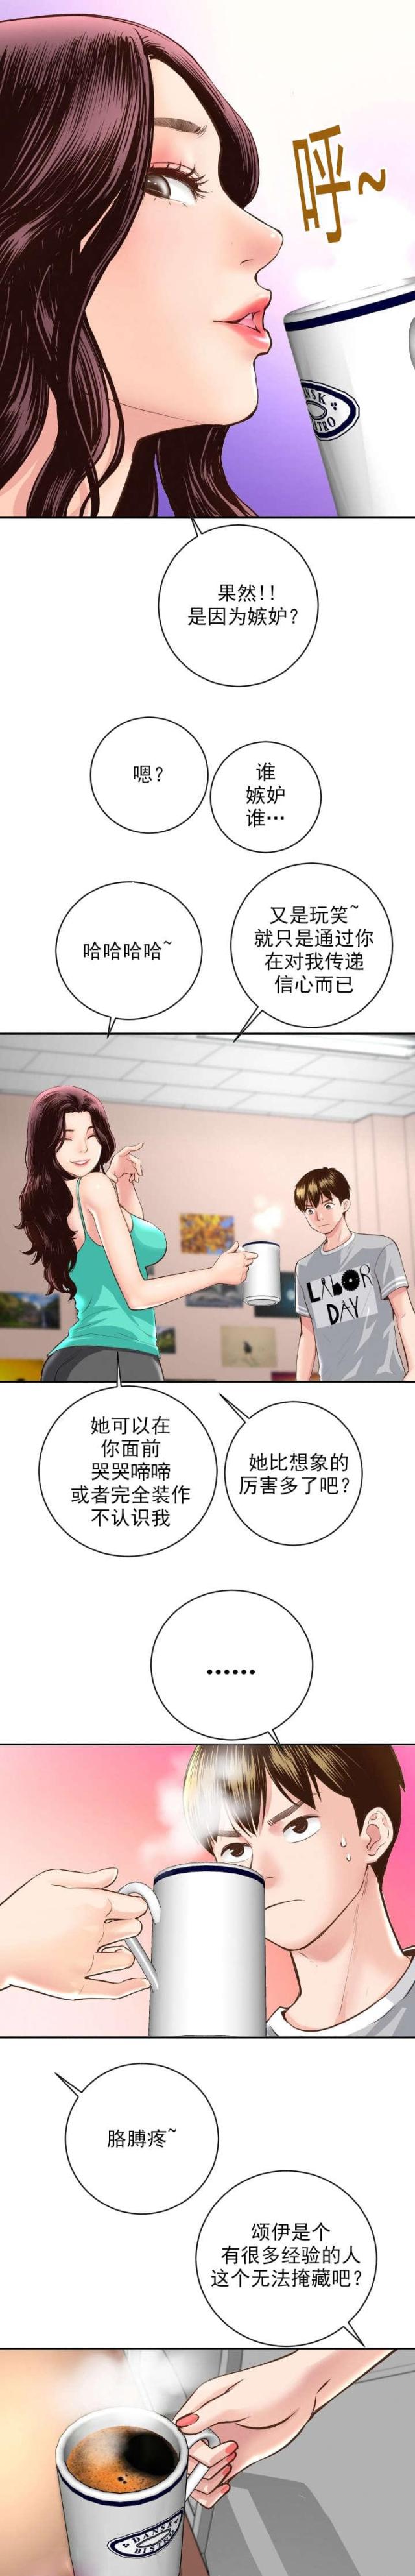 呼~
DANSK
BISTRO
果然!!
是因为嫉妒?
嗯?
谁
嫉妒
谁…
哈哈哈哈~
又是玩笑~
就只是通过你
在对我传递
信心而已
LABOR
DAY
她可以在
你面前
哭哭啼啼
或者完全装作
不认识我
她比想象的
厉害多了吧?
……
胳膊疼~
颂伊是个
有很多经验的人
这个无法掩藏吧?
DANSK
BISTRO